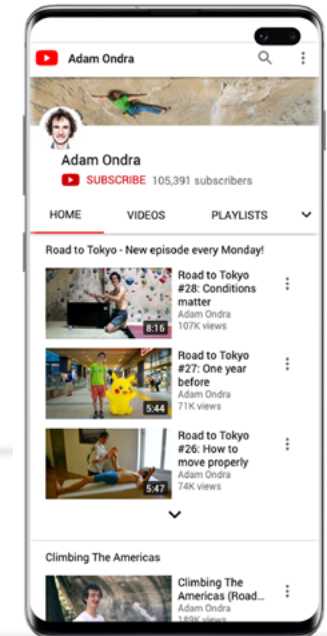 Adam Ondra
Adam Ondra
SUBSCRIBE 105,391 subscribers
HOME VIDEOS PLAYLISTS
Road to Tokyo - New episode every Monday!
Road to Tokyo
#28: Conditions
matter
Adam Ondra
107K views
8:16
Road to Tokyo
#27: One year
before
Adam Ondra
71K views
5:44
Road to Tokyo
#26: How to
move properly
Adam Ondra
74K views
5:47
Climbing The Americas
Climbing The
Americas (Road...
Adam Ondra
189K views